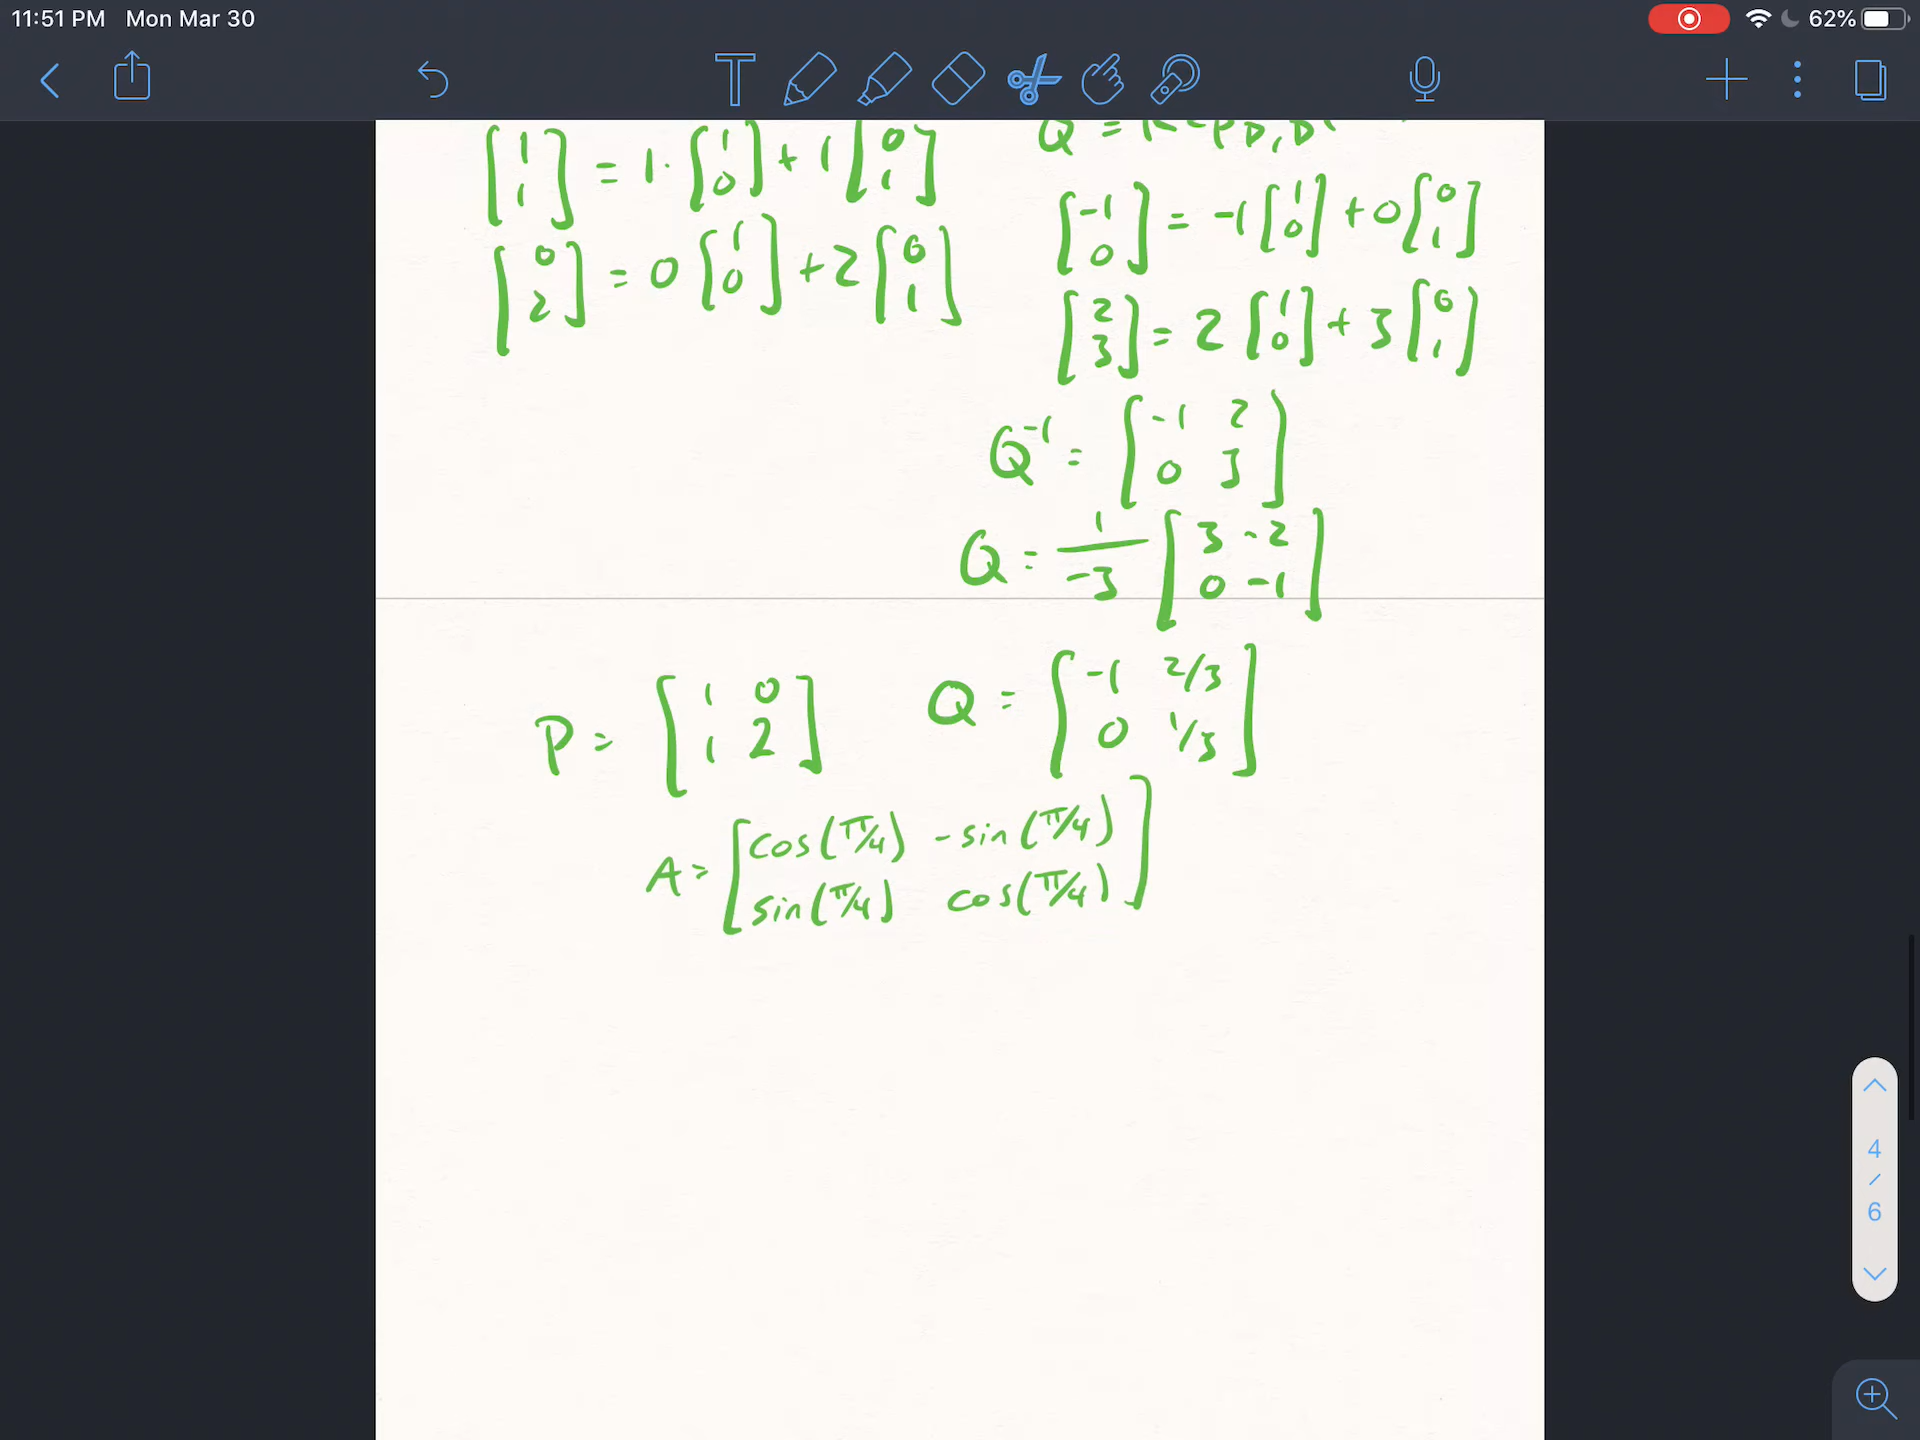 11:51 PM Mon Mar 30 62%
[1 1] = 1· [1 0] + 1 [0 1]
[0 2] = 0 [1 0] + 2 [0 1]
[-1 0] = -1 [1 0] + 0 [0 1]
[2 3] = 2 [1 0] + 3 [0 1]
Q⁻¹ = [-1 2
0 3]
Q = 1/-3 [3 -2
0 -1]
P = [1 0
1 2]
Q = [-1 2/3
0 1/3]
A = [cos(π/4) -sin(π/4)
sin(π/4) cos(π/4)]
4
/
6